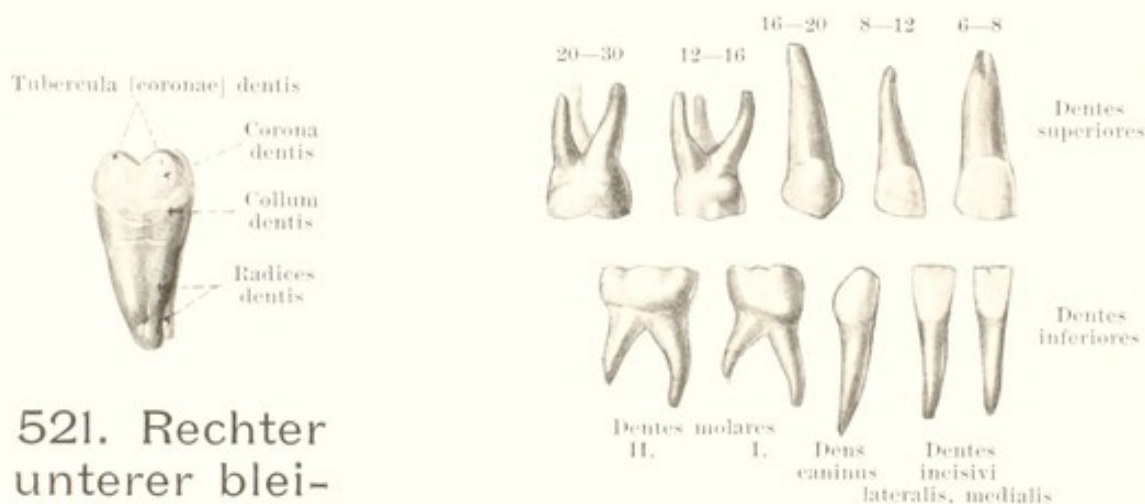 Tubercula [coronae] dentis
Corona
dentis
Collum
dentis
Radices
dentis
521. Rechter
unterer blei-
20—30
12—16
16—20
8—12
6—8
Dentes
superiores
Dentes
inferiores
Dentes molares
II. I.
Dens
caninus
Dentes
incisivi
lateralis, medialis